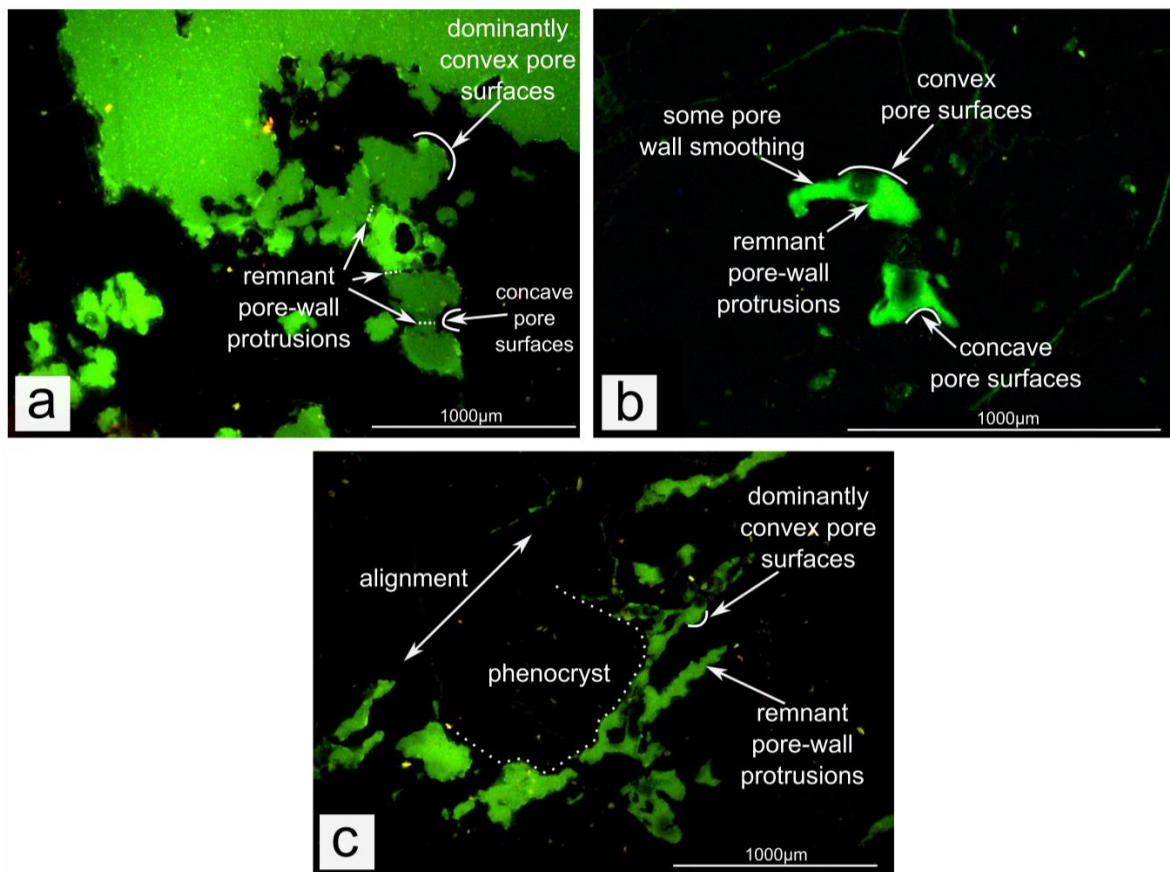 dominantly
convex pore
surfaces
remnant
pore-wall
protrusions
concave
pore
surfaces
a
1000µm
convex
pore surfaces
some pore
wall smoothing
remnant
pore-wall
protrusions
concave
pore surfaces
b
1000µm
dominantly
convex pore
surfaces
alignment
phenocryst
remnant
pore-wall
protrusions
c
1000µm